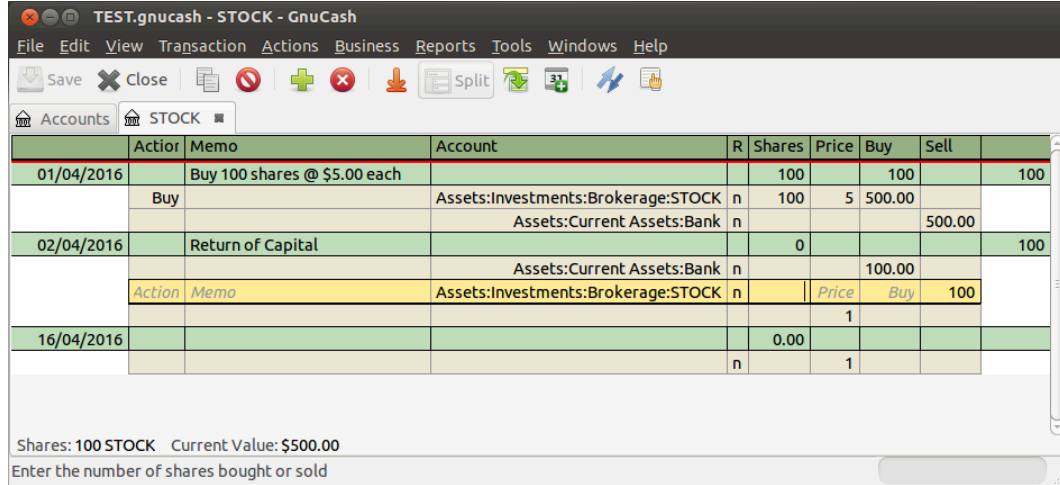 TEST.gnucash - STOCK - GnuCash
File Edit View Transaction Actions Business Reports Tools Windows Help
Save Close Split 31
Accounts STOCK
Action Memo Account R Shares Price Buy Sell
01/04/2016 Buy 100 shares @ $5.00 each 100 100 100
Buy Assets:Investments:Brokerage:STOCK n 100 5 500.00
Assets:Current Assets:Bank n 500.00
02/04/2016 Return of Capital 0 100
Assets:Current Assets:Bank n 100.00
Action Memo Assets:Investments:Brokerage:STOCK n Price Buy 100
1
16/04/2016 0.00
n 1
Shares: 100 STOCK Current Value: $500.00
Enter the number of shares bought or sold